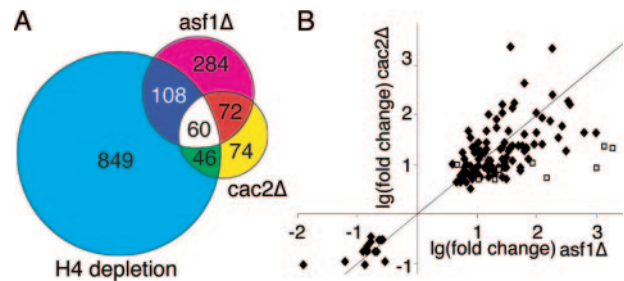 A
asf1Δ
284
108
72
60
849
46
74
cac2Δ
H4 depletion
B
lg(fold change) cac2Δ
3
2
1
-2
-1
1
2
3
lg(fold change) asf1Δ
-1